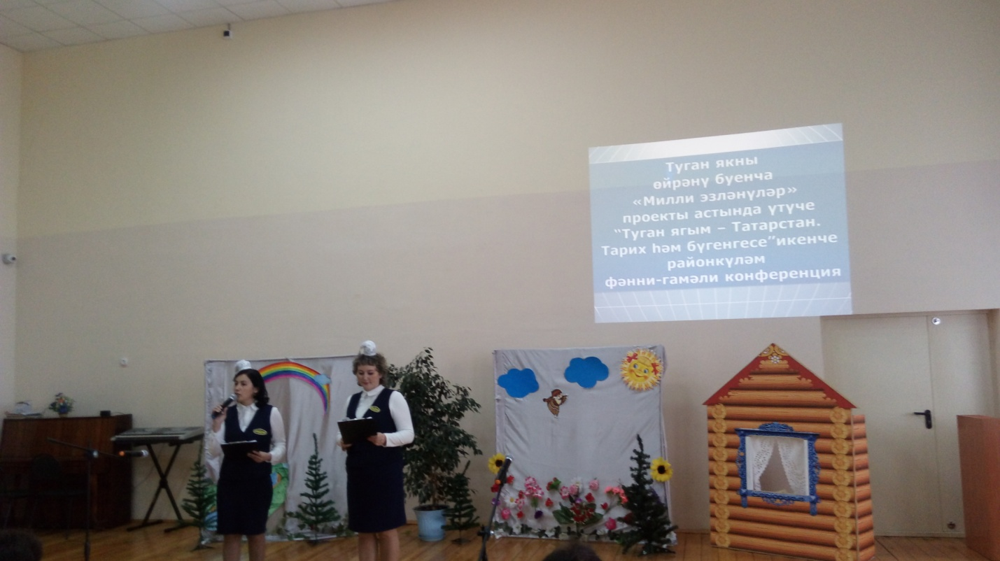 Туган якны
өйрәнү буенча
«Милли эзләнүләр»
проекты астында үтүче
"Туган ягым – Татарстан.
Тарих һәм бүгенгесе"икенче
районкүләм
фәнни-гамәли конференция